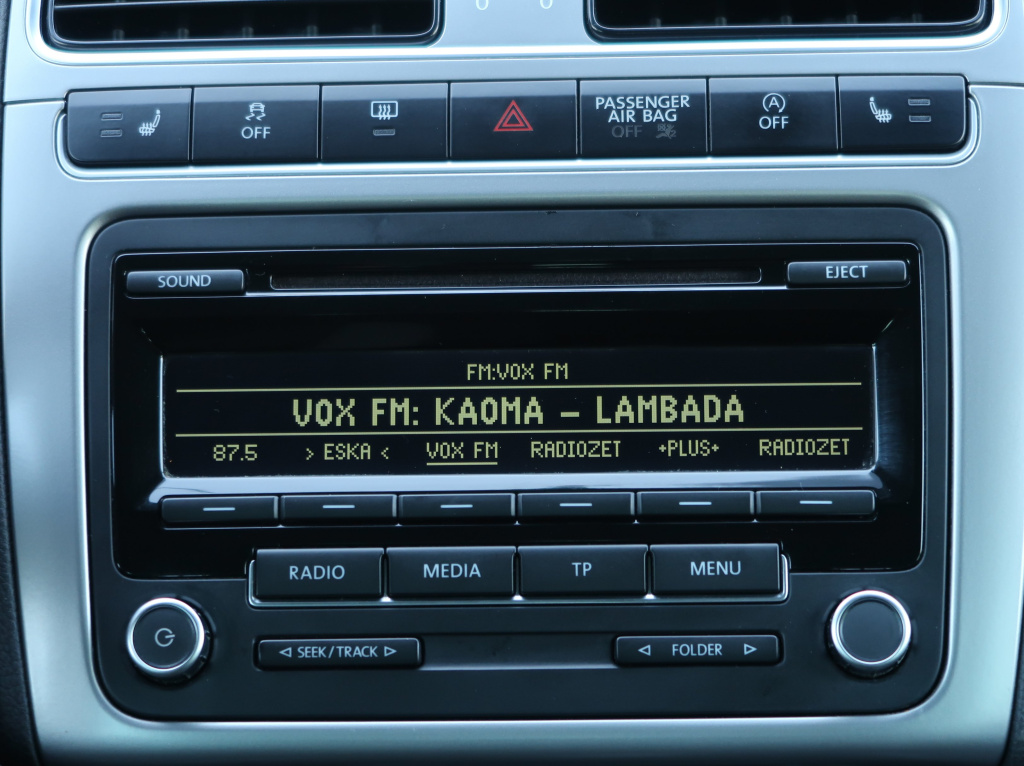 OFF
PASSENGER
AIR BAG
OFF
A
OFF
SOUND
EJECT
FM:VOX FM
VOX FM: KAOMA – LAMBADA
87.5 > ESKA < VOX FM RADIOZET +PLUS+ RADIOZET
RADIO MEDIA TP MENU
SEEK/TRACK FOLDER